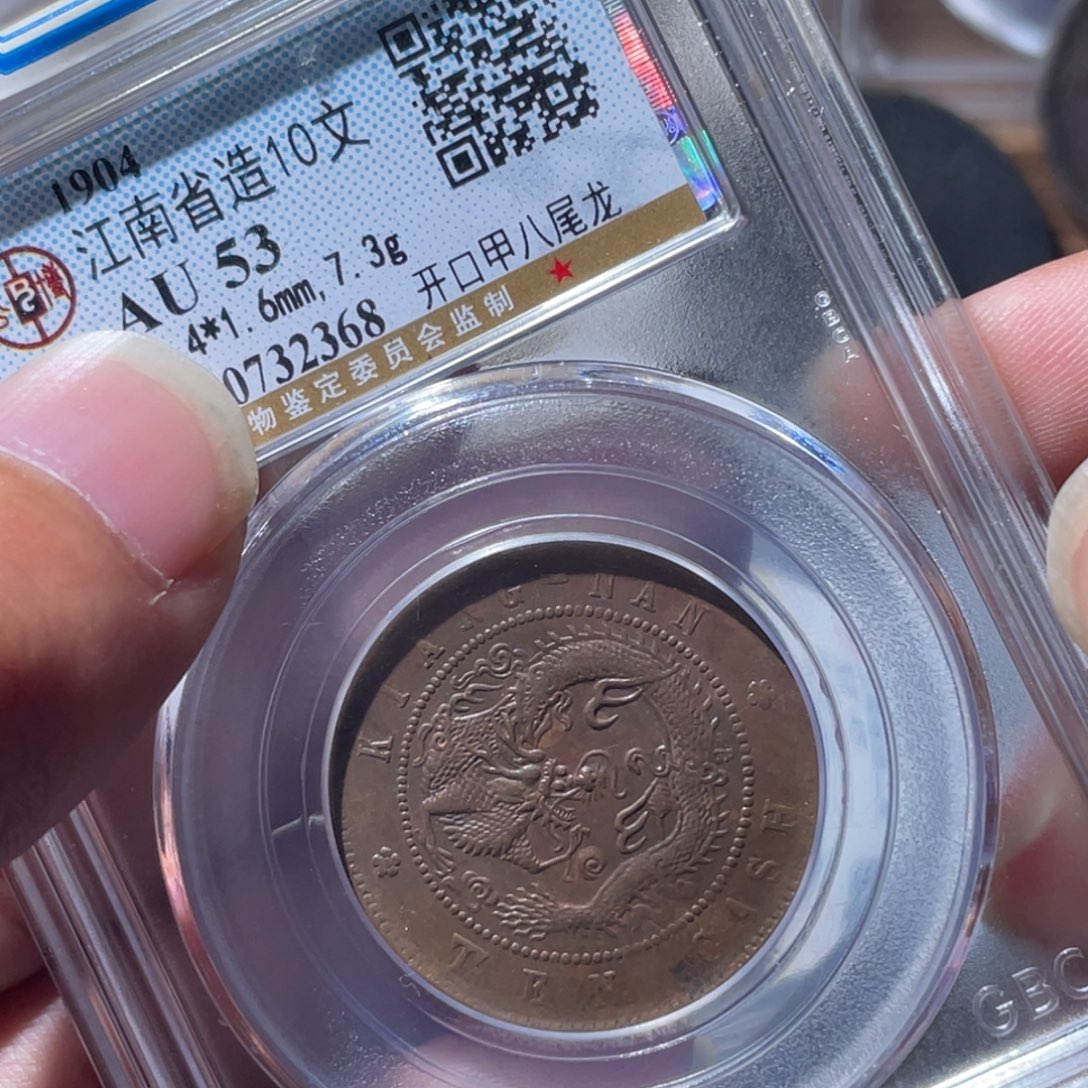 1904
江南省造10文
AU 53
4*1.6mm,7.3g
开口甲八尾龙
0732368
物鉴定委员会监制
KIANG-NAN
TEN CASH
GBC